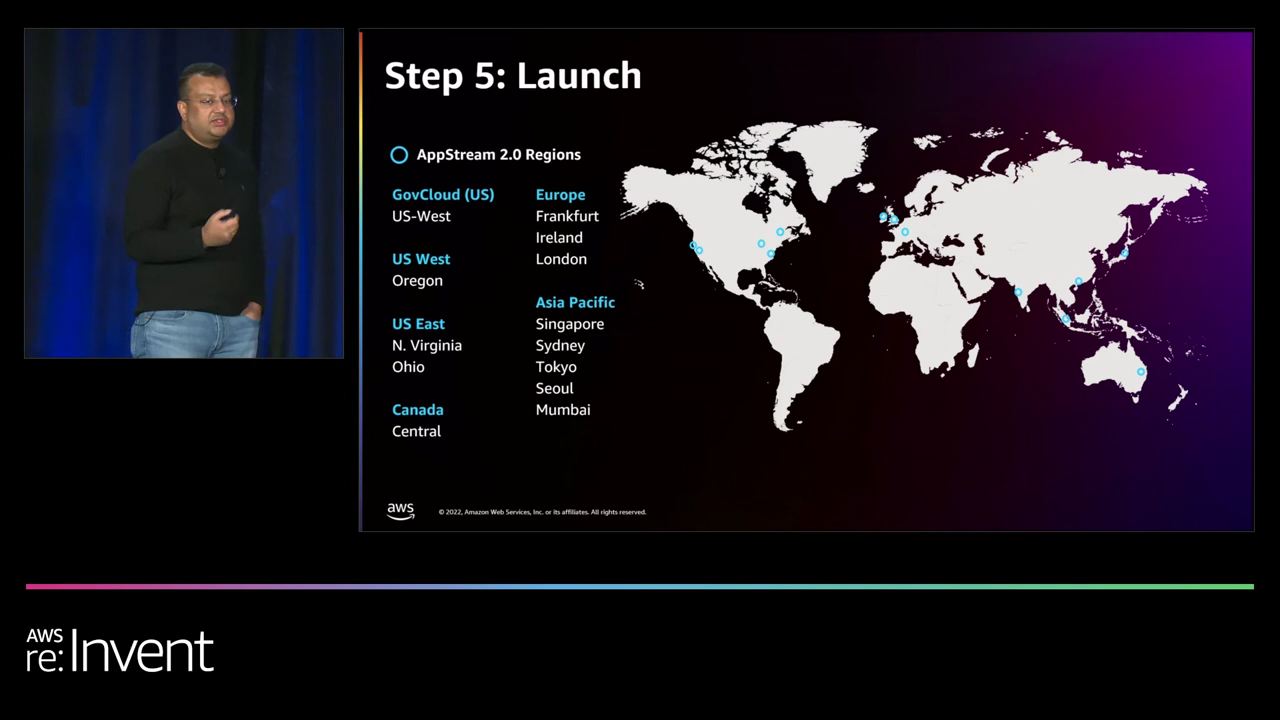 Step 5: Launch
AppStream 2.0 Regions
GovCloud (US)
US-West
US West
Oregon
US East
N. Virginia
Ohio
Canada
Central
Europe
Frankfurt
Ireland
London
Asia Pacific
Singapore
Sydney
Tokyo
Seoul
Mumbai
aws
© 2022, Amazon Web Services, Inc. or its affiliates. All rights reserved.
AWS
re:Invent